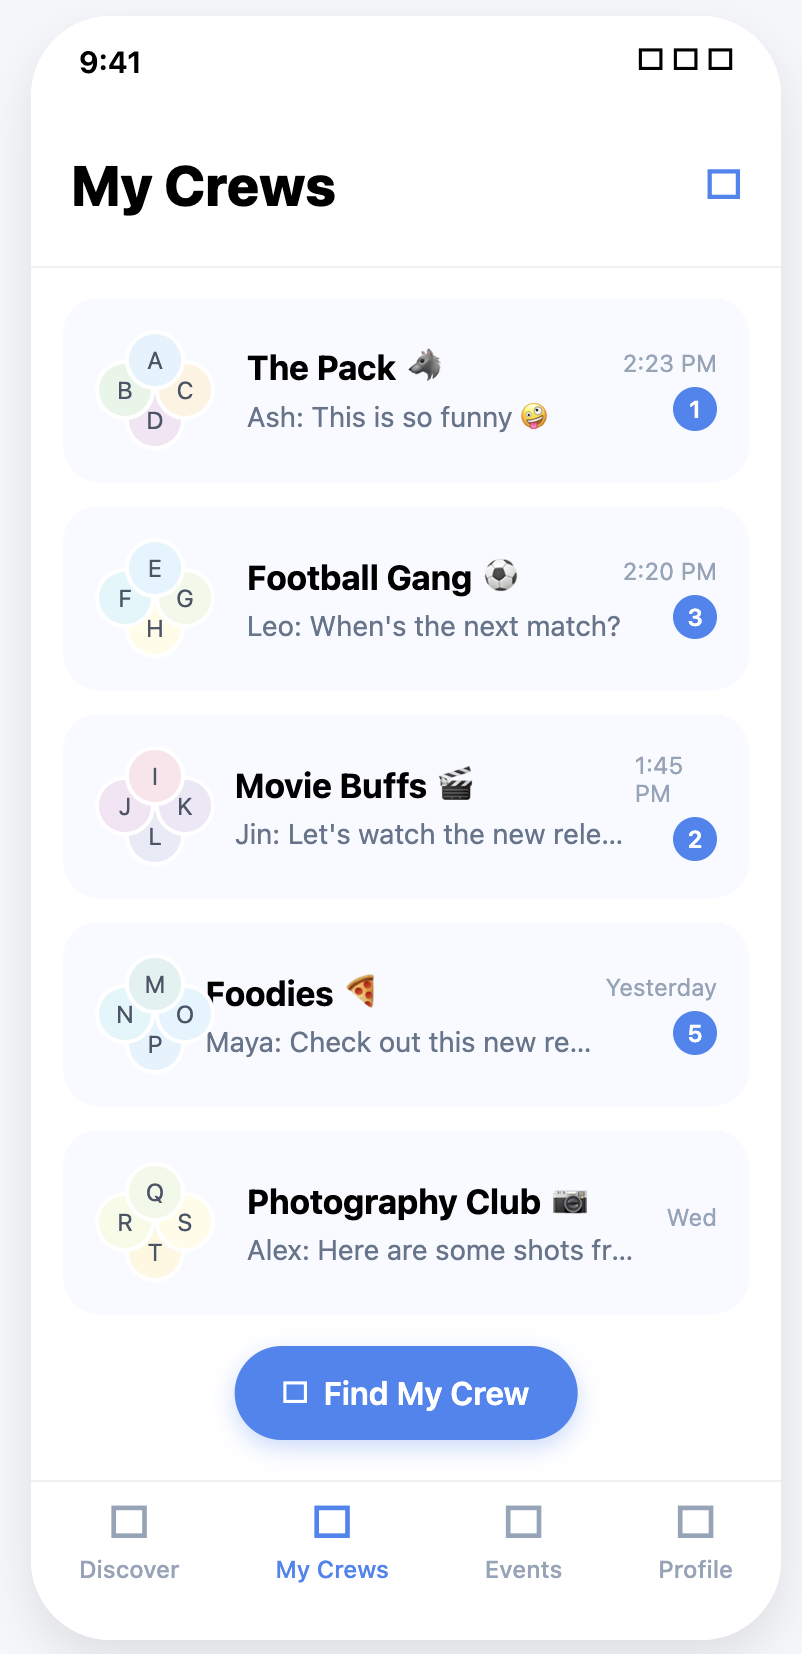 9:41
My Crews
A
B C
D
The Pack 🐺
2:23 PM
Ash: This is so funny 🤪
1
E
F G
H
Football Gang ⚽
2:20 PM
Leo: When's the next match?
3
I
J K
L
Movie Buffs 🎬
1:45
PM
Jin: Let's watch the new rele...
2
M
N O
P
Foodies 🍕
Yesterday
Maya: Check out this new re...
5
Q
R S
T
Photography Club 📷
Wed
Alex: Here are some shots fr...
Find My Crew
Discover
My Crews
Events
Profile